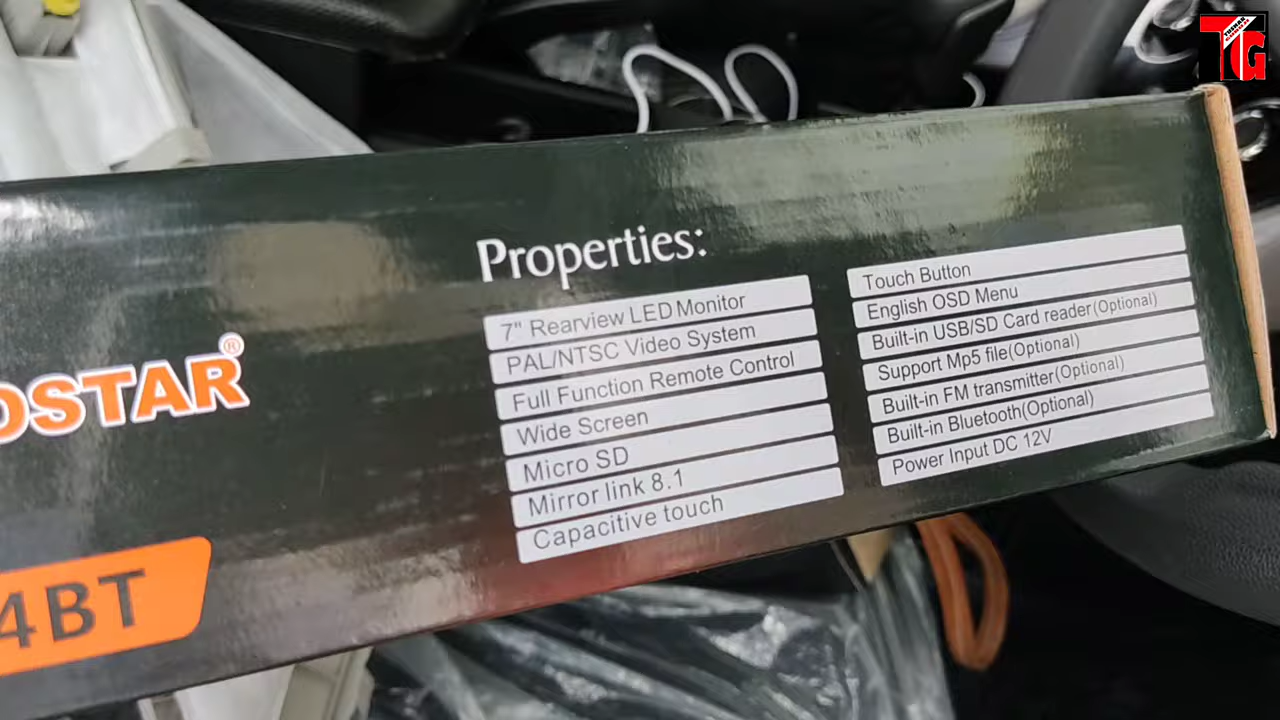 Properties:
7" Rearview LED Monitor
PAL/NTSC Video System
Full Function Remote Control
Wide Screen
Micro SD
Mirror link 8.1
Capacitive touch
Touch Button
English OSD Menu
Built-in USB/SD Card reader(Optional)
Support Mp5 file(Optional)
Built-in FM transmitter(Optional)
Built-in Bluetooth(Optional)
Power Input DC 12V
OSTAR®
4BT
TG